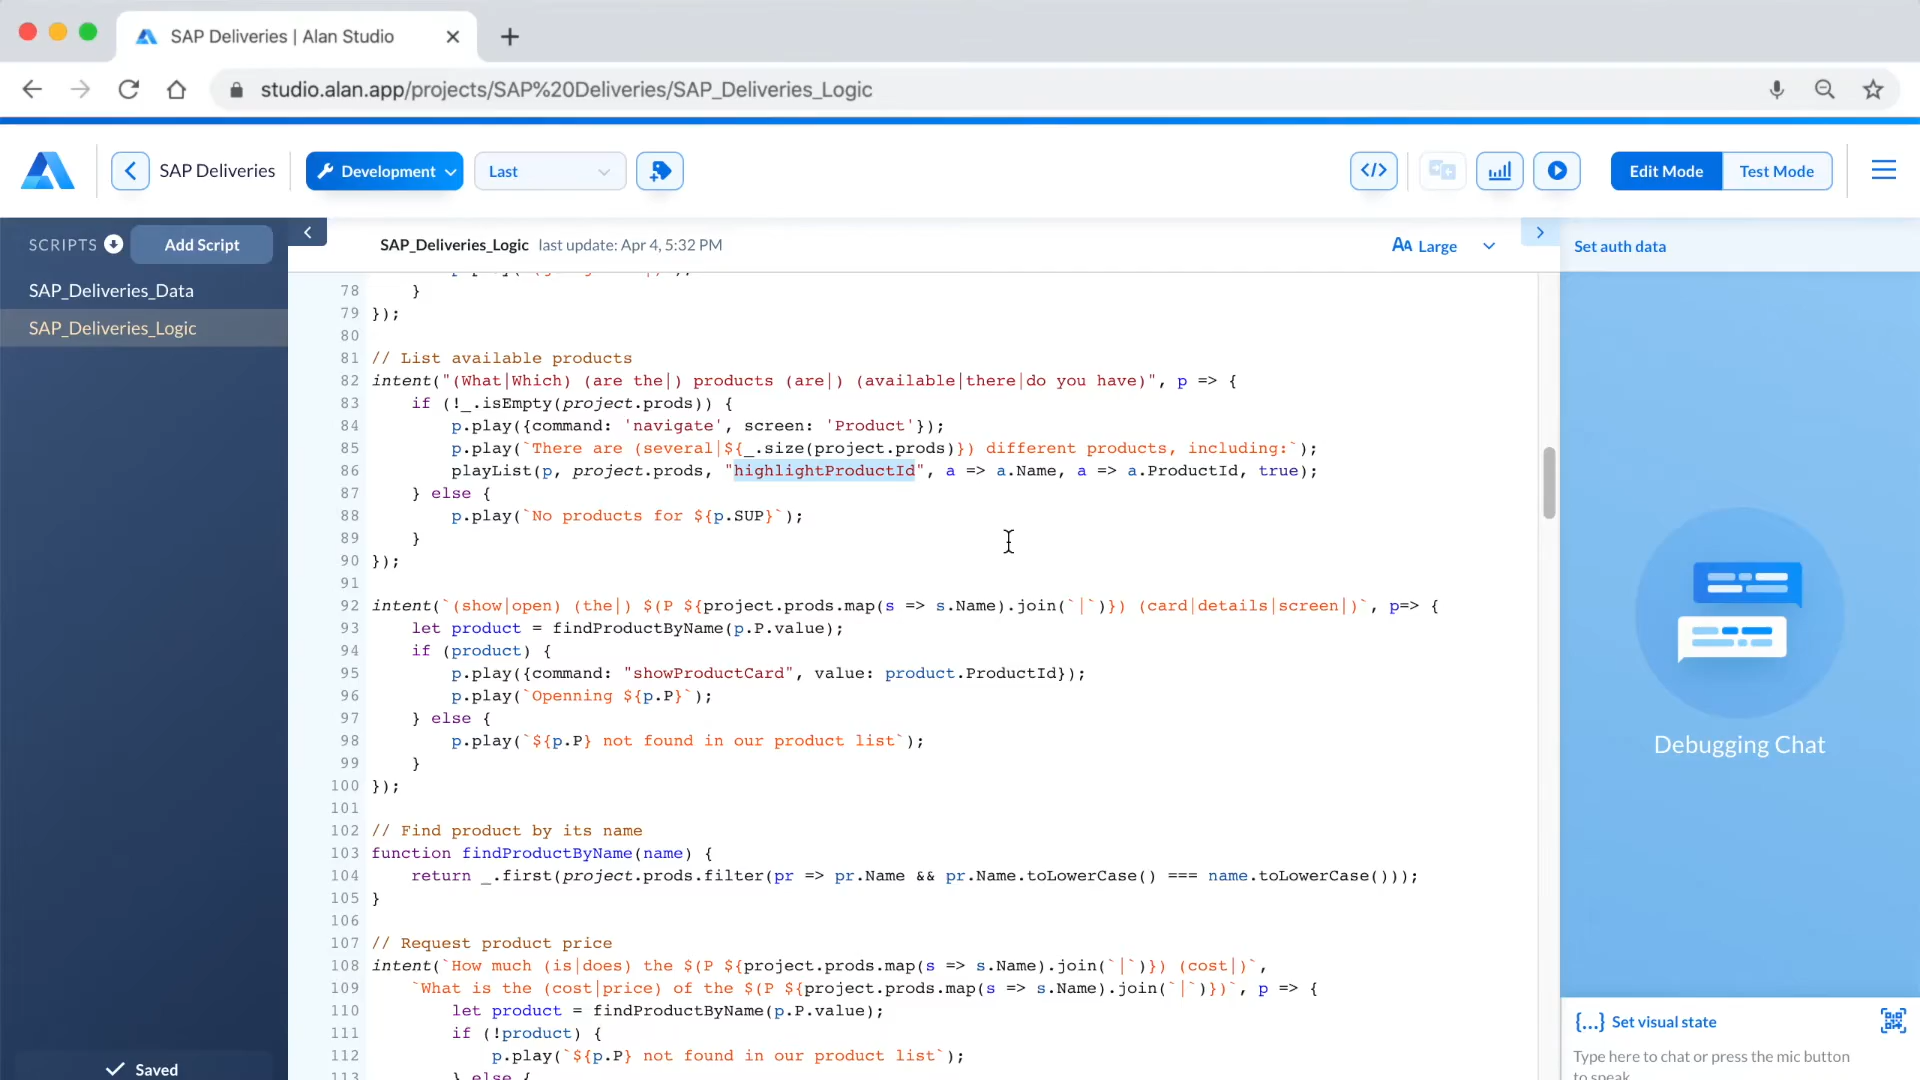 SAP Deliveries | Alan Studio
studio.alan.app/projects/SAP%20Deliveries/SAP_Deliveries_Logic
SAP Deliveries
Development
Last
</>
Edit Mode
Test Mode
SCRIPTS
Add Script
SAP_Deliveries_Logic last update: Apr 4, 5:32 PM
AA Large
Set auth data
SAP_Deliveries_Data
SAP_Deliveries_Logic
78 }
79 });
80
81 // List available products
82 intent("(What|Which) (are the|) products (are|) (available|there|do you have)", p => {
83 if (!_.isEmpty(project.prods)) {
84 p.play({command: 'navigate', screen: 'Product'});
85 p.play(`There are (several|${_.size(project.prods)}) different products, including:`);
86 playList(p, project.prods, "highlightProductId", a => a.Name, a => a.ProductId, true);
87 } else {
88 p.play(`No products for ${p.SUP}`);
89 }
90 });
91
92 intent(`(show|open) (the|) $(P ${project.prods.map(s => s.Name).join(`|`)}) (card|details|screen|)`, p=> {
93 let product = findProductByName(p.P.value);
94 if (product) {
95 p.play({command: "showProductCard", value: product.ProductId});
96 p.play(`Openning ${p.P}`);
97 } else {
98 p.play(`${p.P} not found in our product list`);
99 }
100 });
101
102 // Find product by its name
103 function findProductByName(name) {
104 return _.first(project.prods.filter(pr => pr.Name && pr.Name.toLowerCase() === name.toLowerCase()));
105 }
106
107 // Request product price
108 intent(`How much (is|does) the $(P ${project.prods.map(s => s.Name).join(`|`)}) (cost|)`,
109 `What is the (cost|price) of the $(P ${project.prods.map(s => s.Name).join(`|`)})`, p => {
110 let product = findProductByName(p.P.value);
111 if (!product) {
112 p.play(`${p.P} not found in our product list`);
113 } else {
Debugging Chat
{...} Set visual state
Type here to chat or press the mic button
to speak
Saved